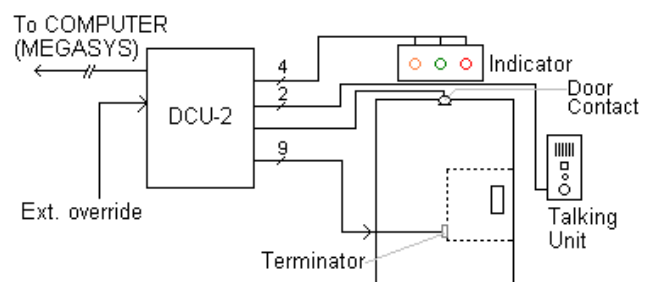 To COMPUTER
(MEGASYS)
DCU-2
4
2
9
Indicator
Door
Contact
Ext. override
Talking
Unit
Terminator